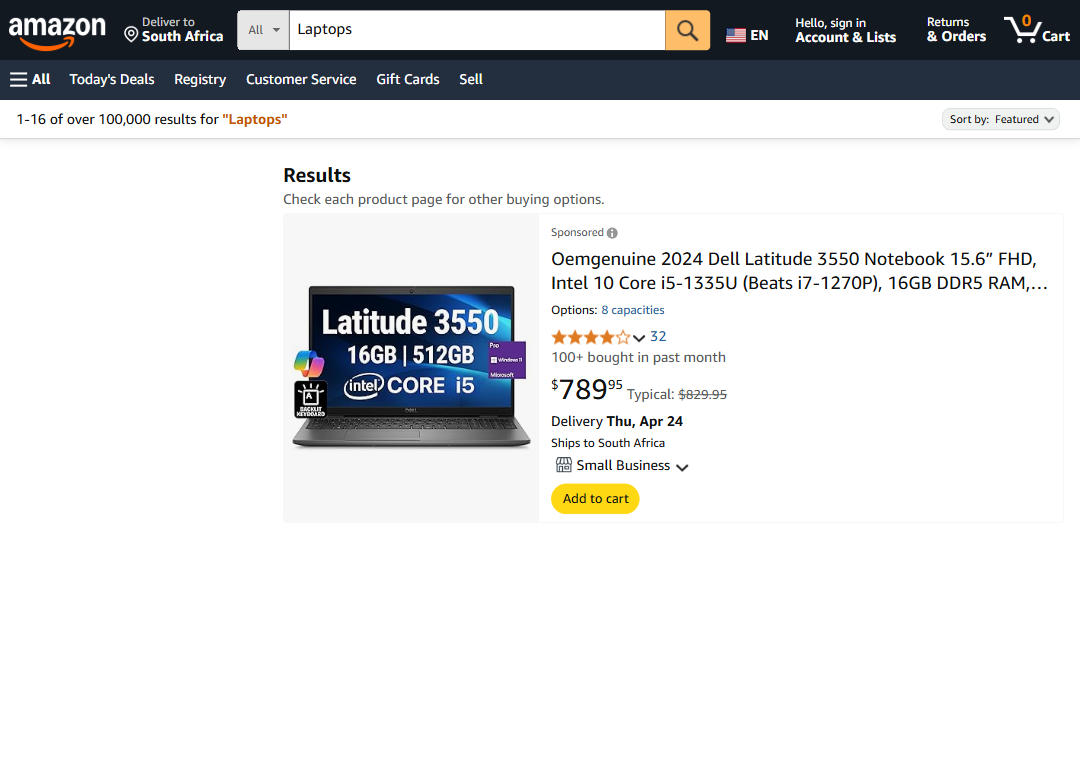 amazon
Deliver to
South Africa
All
Laptops
EN
Hello, sign in
Account & Lists
Returns
& Orders
0
Cart
All
Today's Deals
Registry
Customer Service
Gift Cards
Sell
1-16 of over 100,000 results for "Laptops"
Sort by: Featured
Results
Check each product page for other buying options.
Latitude 3550
16GB | 512GB
intel CORE i5
Pro
Windows 11
Microsoft
A
BACKLIT
KEYBOARD
DELL
Sponsored
Oemgenuine 2024 Dell Latitude 3550 Notebook 15.6” FHD,
Intel 10 Core i5-1335U (Beats i7-1270P), 16GB DDR5 RAM,…
Options: 8 capacities
32
100+ bought in past month
$78995 Typical: $829.95
Delivery Thu, Apr 24
Ships to South Africa
Small Business
Add to cart